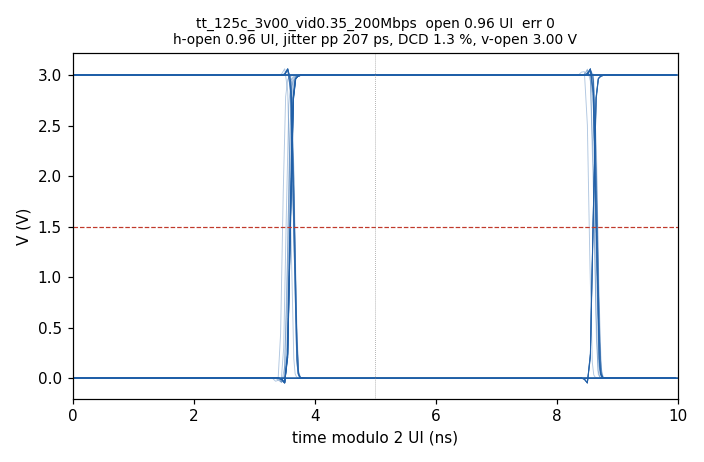 tt_125c_3v00_vid0.35_200Mbps  open 0.96 UI  err 0
h-open 0.96 UI, jitter pp 207 ps, DCD 1.3 %, v-open 3.00 V
3.0
2.5
2.0
1.5
1.0
0.5
0.0
V (V)
0 2 4 6 8 10
time modulo 2 UI (ns)